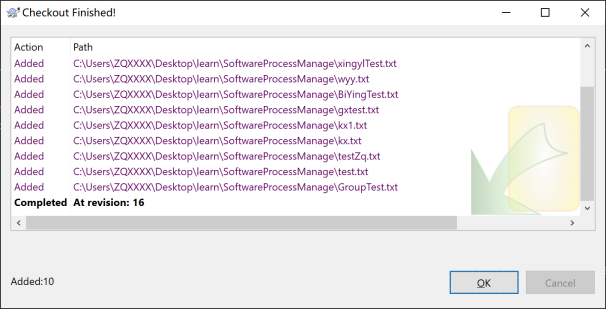 Checkout Finished!
Action Path
Added C:\Users\ZQXXXX\Desktop\learn\SoftwareProcessManage\xingylTest.txt
Added C:\Users\ZQXXXX\Desktop\learn\SoftwareProcessManage\wyy.txt
Added C:\Users\ZQXXXX\Desktop\learn\SoftwareProcessManage\BiYingTest.txt
Added C:\Users\ZQXXXX\Desktop\learn\SoftwareProcessManage\gxtest.txt
Added C:\Users\ZQXXXX\Desktop\learn\SoftwareProcessManage\kx1.txt
Added C:\Users\ZQXXXX\Desktop\learn\SoftwareProcessManage\kx.txt
Added C:\Users\ZQXXXX\Desktop\learn\SoftwareProcessManage\testZq.txt
Added C:\Users\ZQXXXX\Desktop\learn\SoftwareProcessManage\test.txt
Added C:\Users\ZQXXXX\Desktop\learn\SoftwareProcessManage\GroupTest.txt
Completed At revision: 16
Added:10
OK Cancel